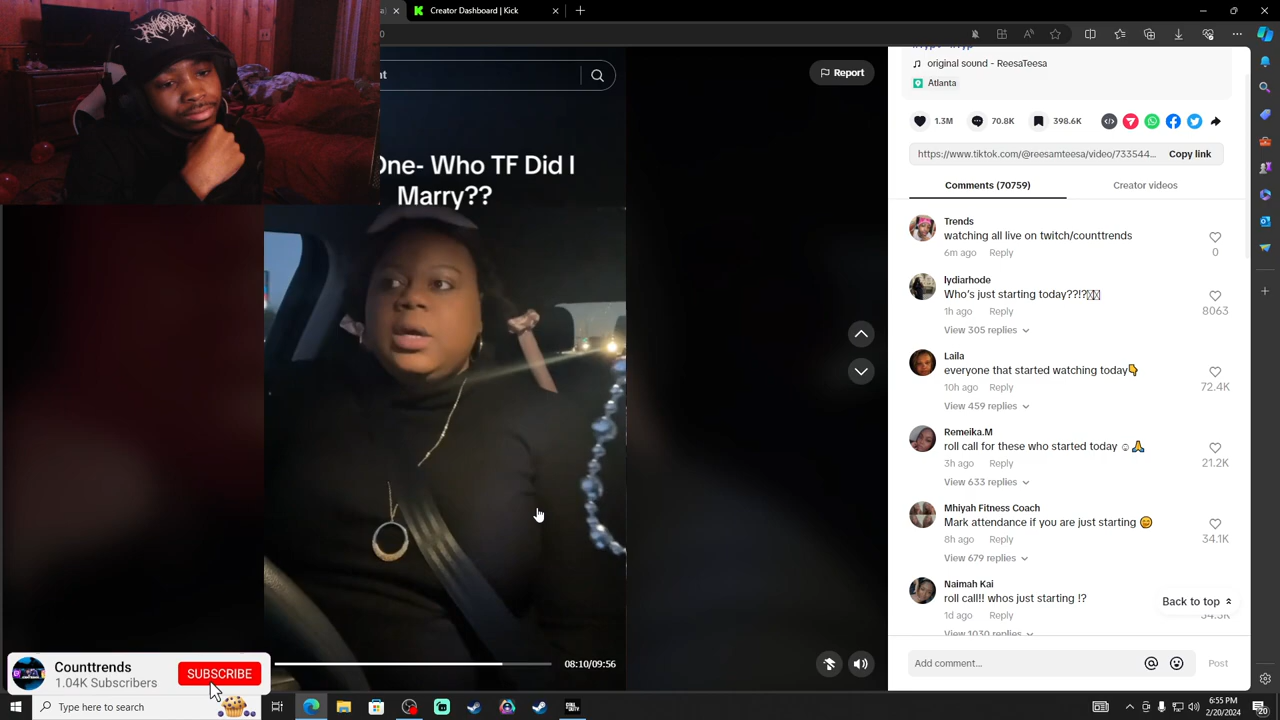 Creator Dashboard | Kick
nt
Report
original sound - ReesaTeesa
Atlanta
1.3M
70.8K
398.6K
https://www.tiktok.com/@reesamteesa/video/733544...
Copy link
Comments (70759)
Creator videos
One- Who TF Did I
Marry??
Trends
watching all live on twitch/counttrends
6m ago Reply
0
lydiarhode
Who's just starting today??!?
1h ago Reply
8063
View 305 replies
Laila
everyone that started watching today👇
10h ago Reply
72.4K
View 459 replies
Remeika.M
roll call for these who started today ☺🙏
3h ago Reply
21.2K
View 633 replies
Mhiyah Fitness Coach
Mark attendance if you are just starting 😊
8h ago Reply
34.1K
View 679 replies
Naimah Kai
roll call!! whos just starting !?
1d ago Reply
View 1030 replies
Back to top
Add comment...
Post
08:10/09:56
Counttrends
1.04K Subscribers
SUBSCRIBE
Type here to search
6:55 PM
2/20/2024